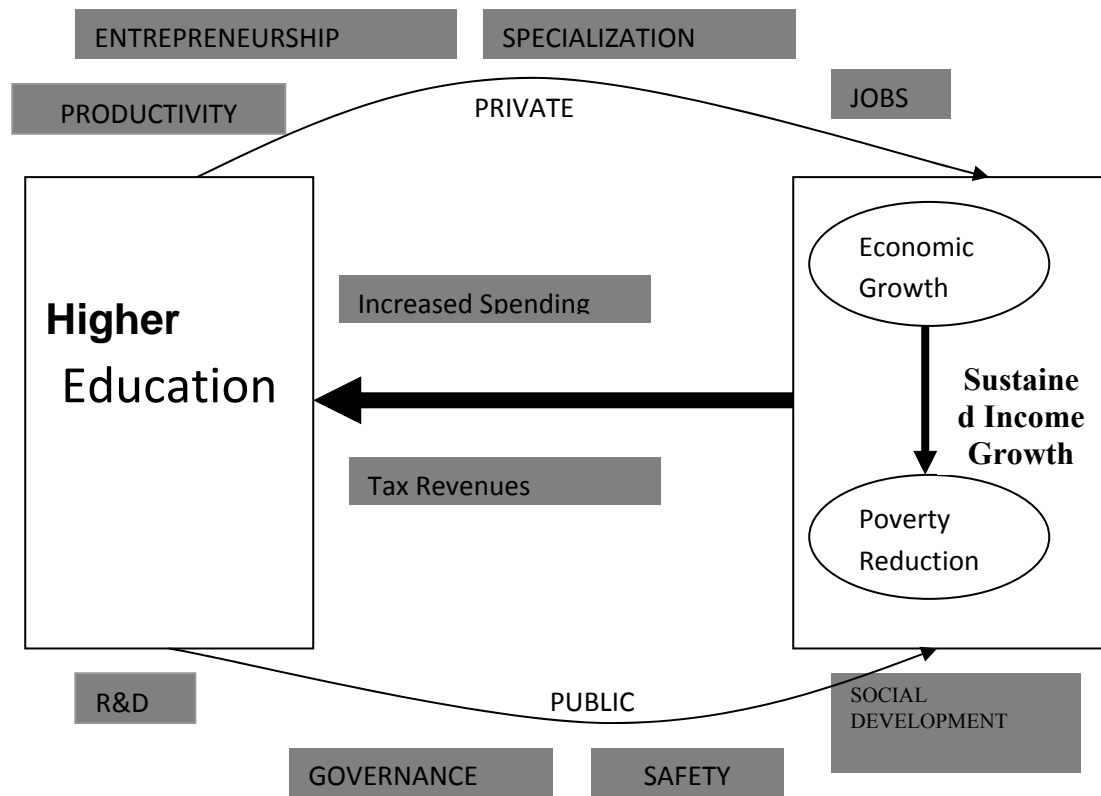 ENTREPRENEURSHIP
SPECIALIZATION
PRODUCTIVITY
PRIVATE
JOBS
Higher
Education
Increased Spending
Tax Revenues
Economic
Growth
Sustaine
d Income
Growth
Poverty
Reduction
R&D
PUBLIC
SOCIAL
DEVELOPMENT
GOVERNANCE
SAFETY